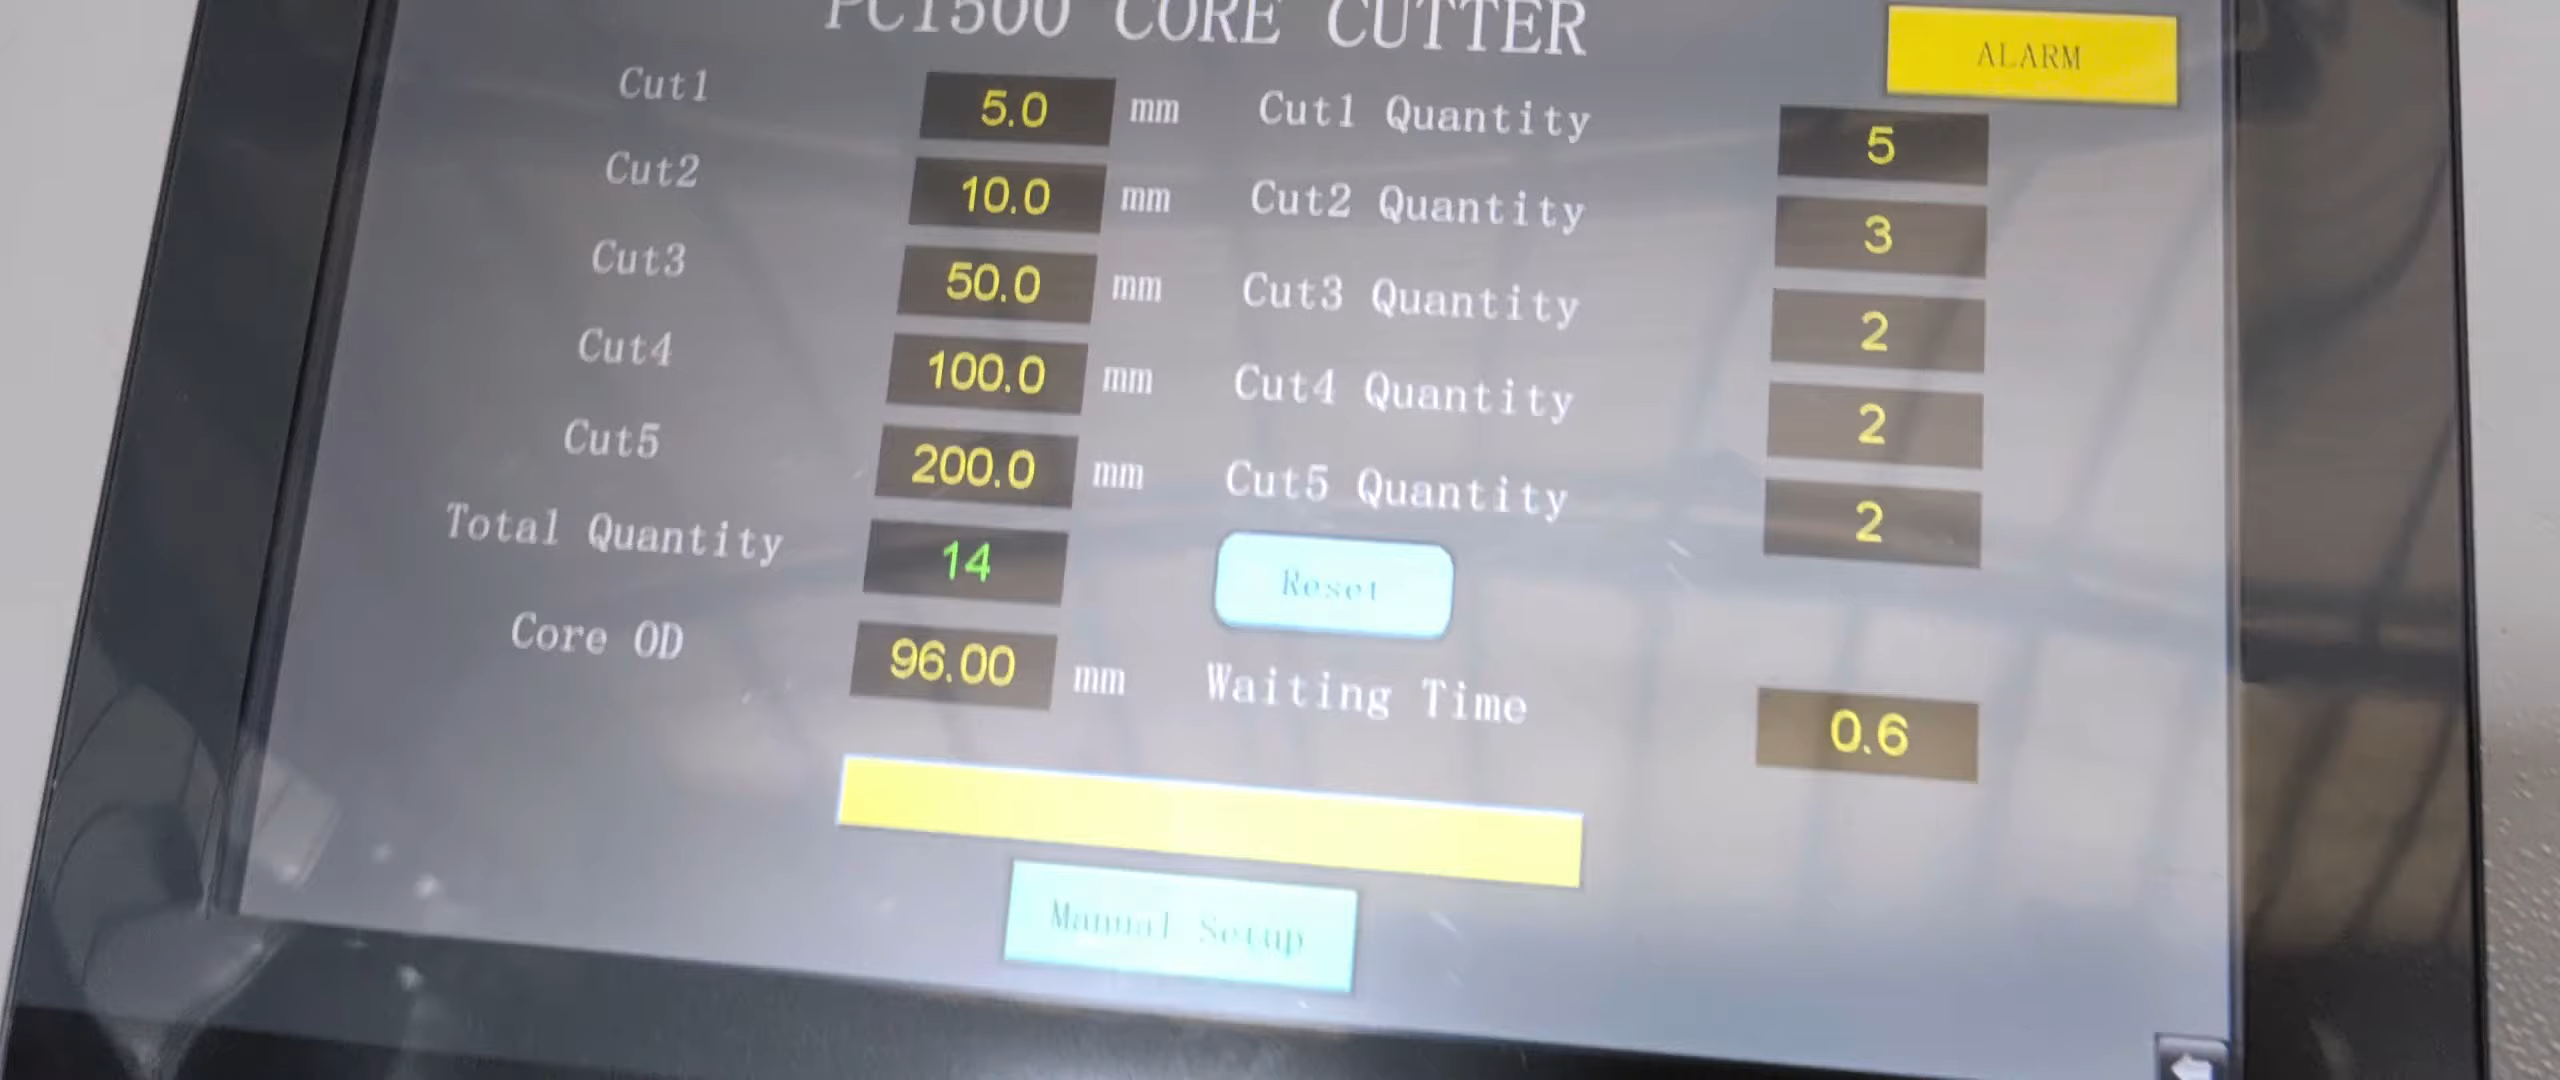 PC1500 CORE CUTTER
ALARM
Cut1 5.0 mm Cut1 Quantity 5
Cut2 10.0 mm Cut2 Quantity 3
Cut3 50.0 mm Cut3 Quantity 2
Cut4 100.0 mm Cut4 Quantity 2
Cut5 200.0 mm Cut5 Quantity 2
Total Quantity 14 Reset
Core OD 96.00 mm Waiting Time 0.6
Manual Setup